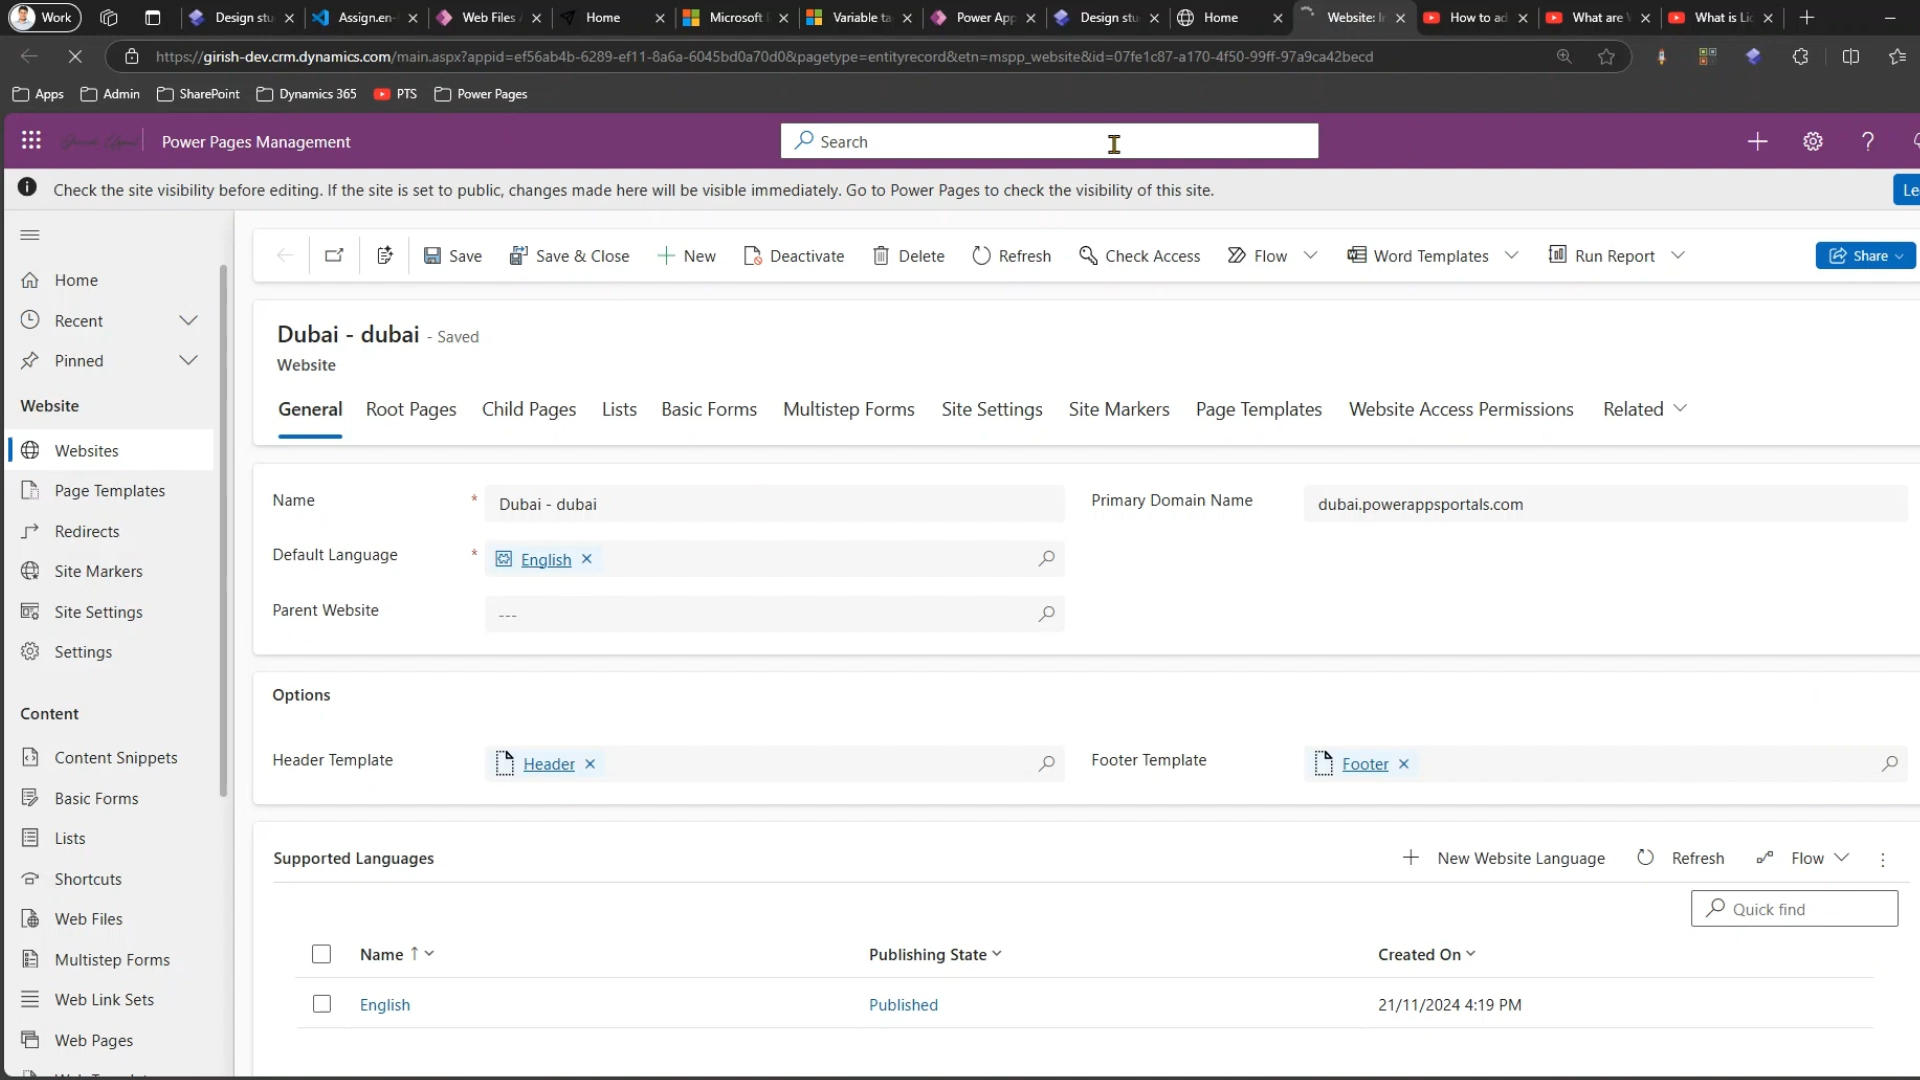 Work
Design stu
Assign.en-
Web Files
Home
Microsoft
Variable ta
Power App
Design stu
Home
Website: I
How to ad
What are
What is Li
https://girish-dev.crm.dynamics.com/main.aspx?appid=ef56ab4b-6289-ef11-8a6a-6045bd0a70d0&pagetype=entityrecord&etn=mspp_website&id=07fe1c87-a170-4f50-99ff-97a9ca42becd
Apps
Admin
SharePoint
Dynamics 365
PTS
Power Pages
Power Pages Management
Search
Check the site visibility before editing. If the site is set to public, changes made here will be visible immediately. Go to Power Pages to check the visibility of this site.
Le
Save
Save & Close
New
Deactivate
Delete
Refresh
Check Access
Flow
Word Templates
Run Report
Share
Home
Recent
Pinned
Website
Websites
Page Templates
Redirects
Site Markers
Site Settings
Settings
Content
Content Snippets
Basic Forms
Lists
Shortcuts
Web Files
Multistep Forms
Web Link Sets
Web Pages
Dubai - dubai - Saved
Website
General
Root Pages
Child Pages
Lists
Basic Forms
Multistep Forms
Site Settings
Site Markers
Page Templates
Website Access Permissions
Related
Name * Dubai - dubai
Primary Domain Name dubai.powerappsportals.com
Default Language * English
Parent Website ---
Options
Header Template Header
Footer Template Footer
Supported Languages
New Website Language
Refresh
Flow
Quick find
Name
Publishing State
Created On
English
Published
21/11/2024 4:19 PM